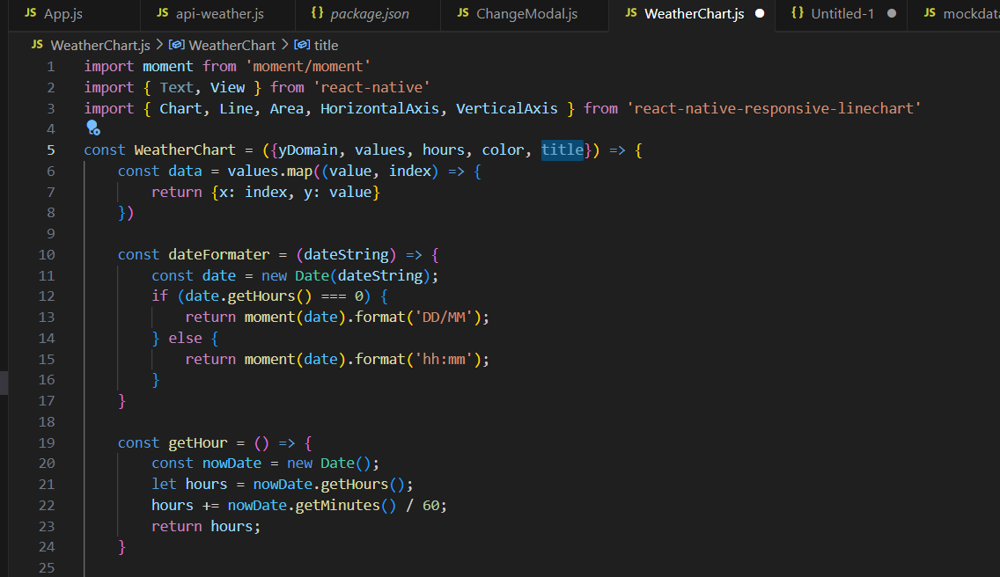 JS App.js JS api-weather.js {} package.json JS ChangeModal.js JS WeatherChart.js ● {} Untitled-1 ● JS mockdat
JS WeatherChart.js > WeatherChart > title
1 import moment from 'moment/moment'
2 import { Text, View } from 'react-native'
3 import { Chart, Line, Area, HorizontalAxis, VerticalAxis } from 'react-native-responsive-linechart'
4
5 const WeatherChart = ({yDomain, values, hours, color, title}) => {
6 const data = values.map((value, index) => {
7 return {x: index, y: value}
8 })
9
10 const dateFormater = (dateString) => {
11 const date = new Date(dateString);
12 if (date.getHours() === 0) {
13 return moment(date).format('DD/MM');
14 } else {
15 return moment(date).format('hh:mm');
16 }
17 }
18
19 const getHour = () => {
20 const nowDate = new Date();
21 let hours = nowDate.getHours();
22 hours += nowDate.getMinutes() / 60;
23 return hours;
24 }
25